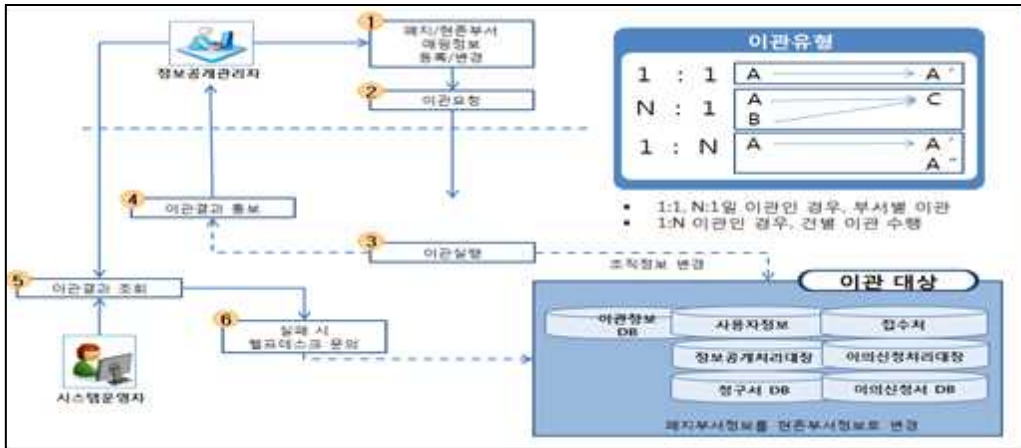 1
폐지/현존부서
매핑정보
등록/변경
정보공개관리자
2
이관요청
이관유형
1 : 1
A
A ′
N : 1
A
B
C
1 : N
A
A ′
A ″
1:1, N:1일 이관인 경우, 부서별 이관
1:N 이관인 경우, 건별 이관 수행
4
이관결과 통보
3
이관실행
조직정보 변경
5
이관결과 조회
이관 대상
6
실패 시
헬프데스크 문의
이관정보
DB
사용자정보
접수처
정보공개처리대장
이의신청처리대장
청구서 DB
이의신청서 DB
시스템운영자
폐지부서정보를 현존부서정보로 변경